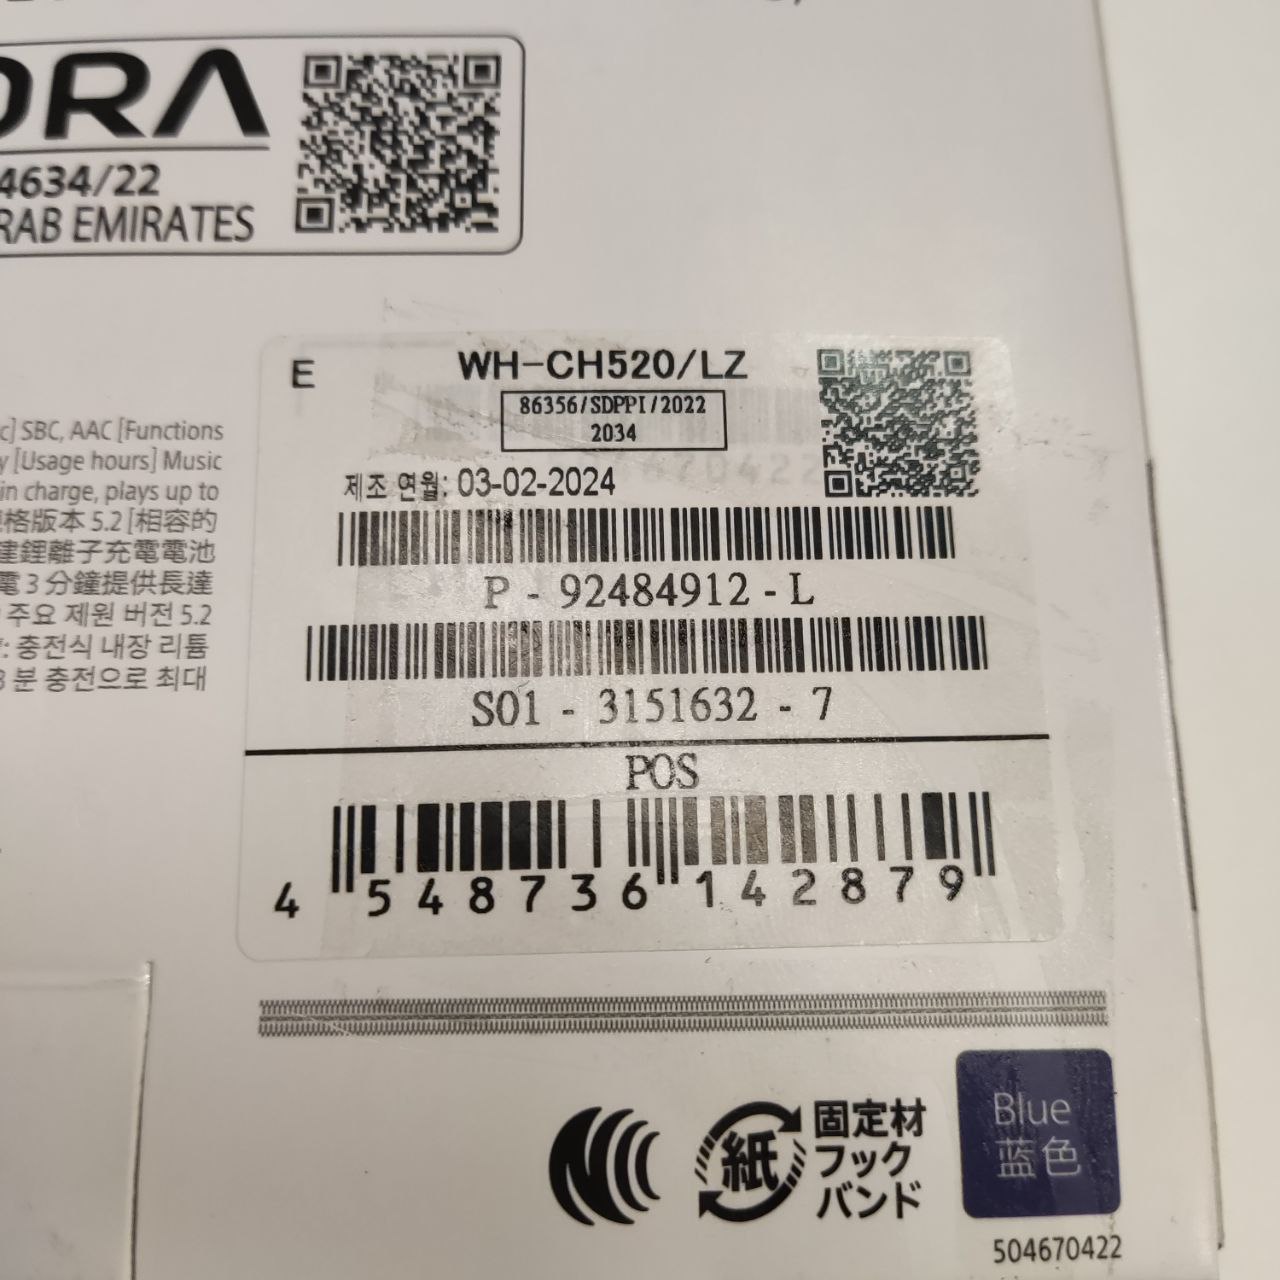 ORA
4634/22
RAB EMIRATES
E
WH-CH520/LZ
86356/SDPPI/2022
2034
제조 연월: 03-02-2024
P - 92484912 - L
S01 - 3151632 - 7
POS
4 548736 142879
c] SBC, AAC [Functions
y [Usage hours] Music
in charge, plays up to
格版本 5.2 [相容的
建鋰離子充電電池
電 3 分鐘提供長達
주요 제원 버전 5.2
: 충전식 내장 리튬
3 분 충전으로 최대
紙
固定材
フック
バンド
Blue
蓝色
504670422